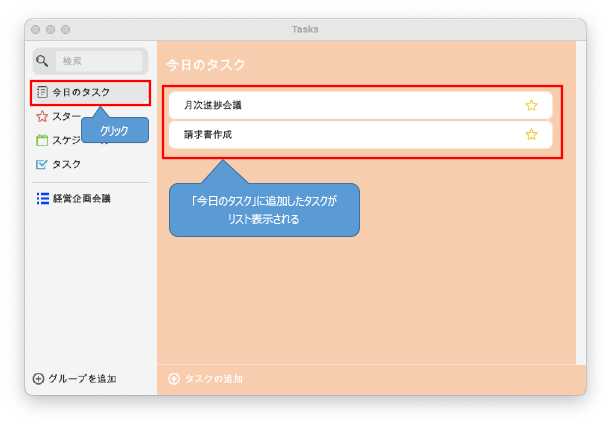 Tasks
検索
今日のタスク
スター
クリック
スケジ
タスク
経営企画会議
グループを追加
今日のタスク
月次進捗会議
請求書作成
「今日のタスク」に追加したタスクが
リスト表示される
タスクの追加